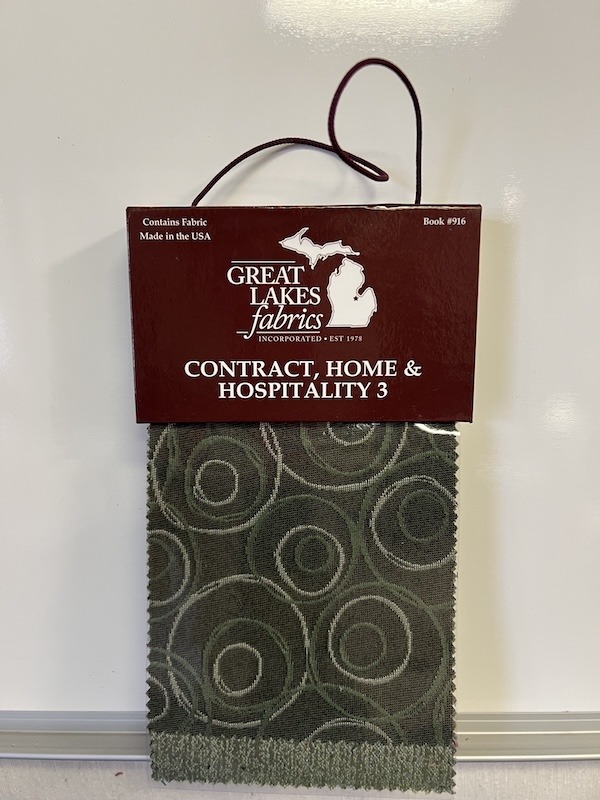 Contains Fabric
Made in the USA
Book #916
GREAT
LAKES
fabrics
INCORPORATED • EST 1978
CONTRACT, HOME &
HOSPITALITY 3